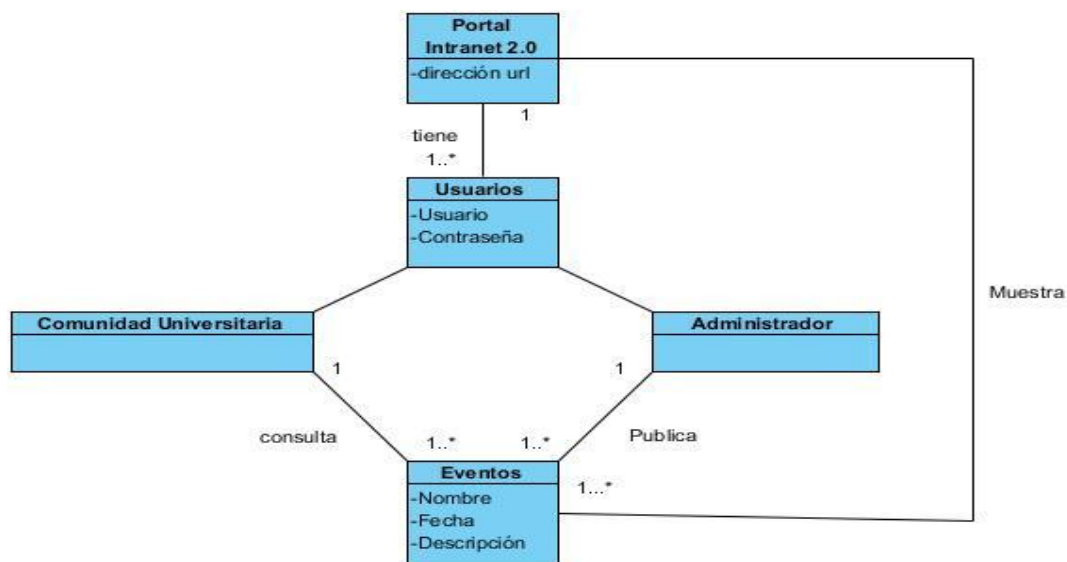 Portal
Intranet 2.0
-dirección url
1
tiene
1..*
Usuarios
-Usuario
-Contraseña
Muestra
Comunidad Universitaria
Administrador
1
1
consulta
Publica
1..*
1..*
Eventos
1...*
-Nombre
-Fecha
-Descripción